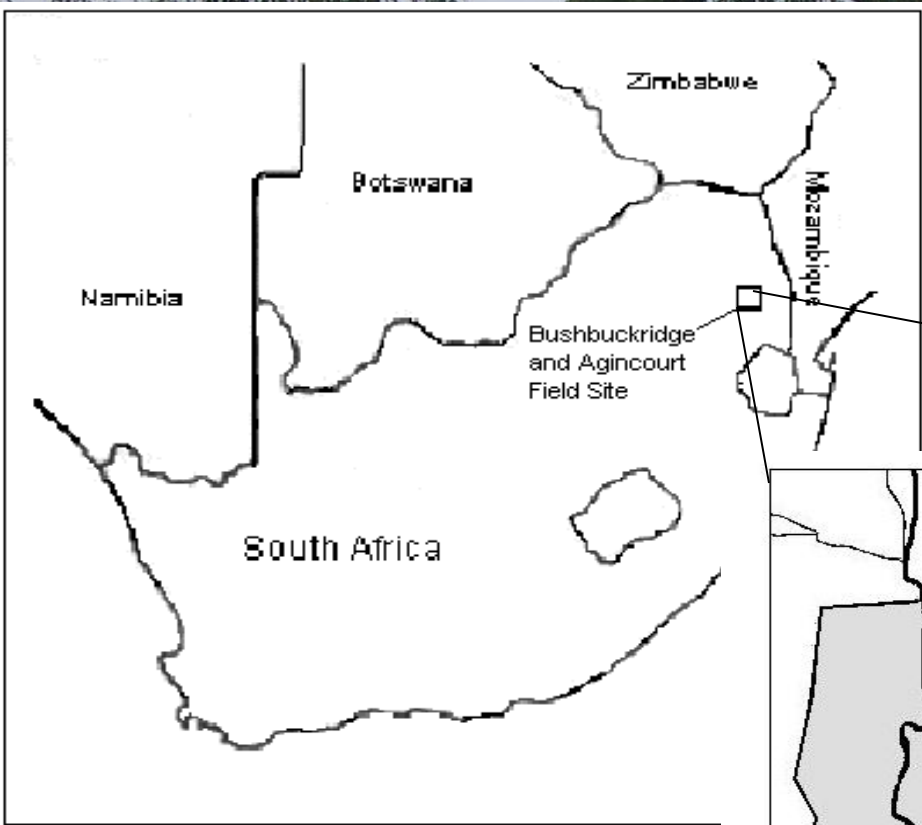 Zimbabwe
Botswana
Mozambique
Namibia
Bushbuckridge
and Agincourt
Field Site
South Africa